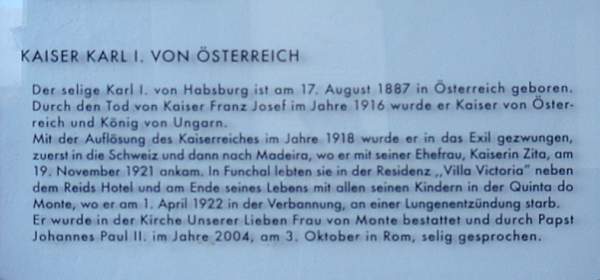 KAISER KARL I. VON ÖSTERREICH
Der selige Karl I. von Habsburg ist am 17. August 1887 in Österreich geboren.
Durch den Tod von Kaiser Franz Josef im Jahre 1916 wurde er Kaiser von Öster-
reich und König von Ungarn.
Mit der Auflösung des Kaiserreiches im Jahre 1918 wurde er in das Exil gezwungen,
zuerst in die Schweiz und dann nach Madeira, wo er mit seiner Ehefrau, Kaiserin Zita, am
19. November 1921 ankam. In Funchal lebten sie in der Residenz ,,Villa Victoria" neben
dem Reids Hotel und am Ende seines Lebens mit allen seinen Kindern in der Quinta do
Monte, wo er am 1. April 1922 in der Verbannung, an einer Lungenentzündung starb.
Er wurde in der Kirche Unserer Lieben Frau von Monte bestattet und durch Papst
Johannes Paul II. im Jahre 2004, am 3. Oktober in Rom, selig gesprochen.